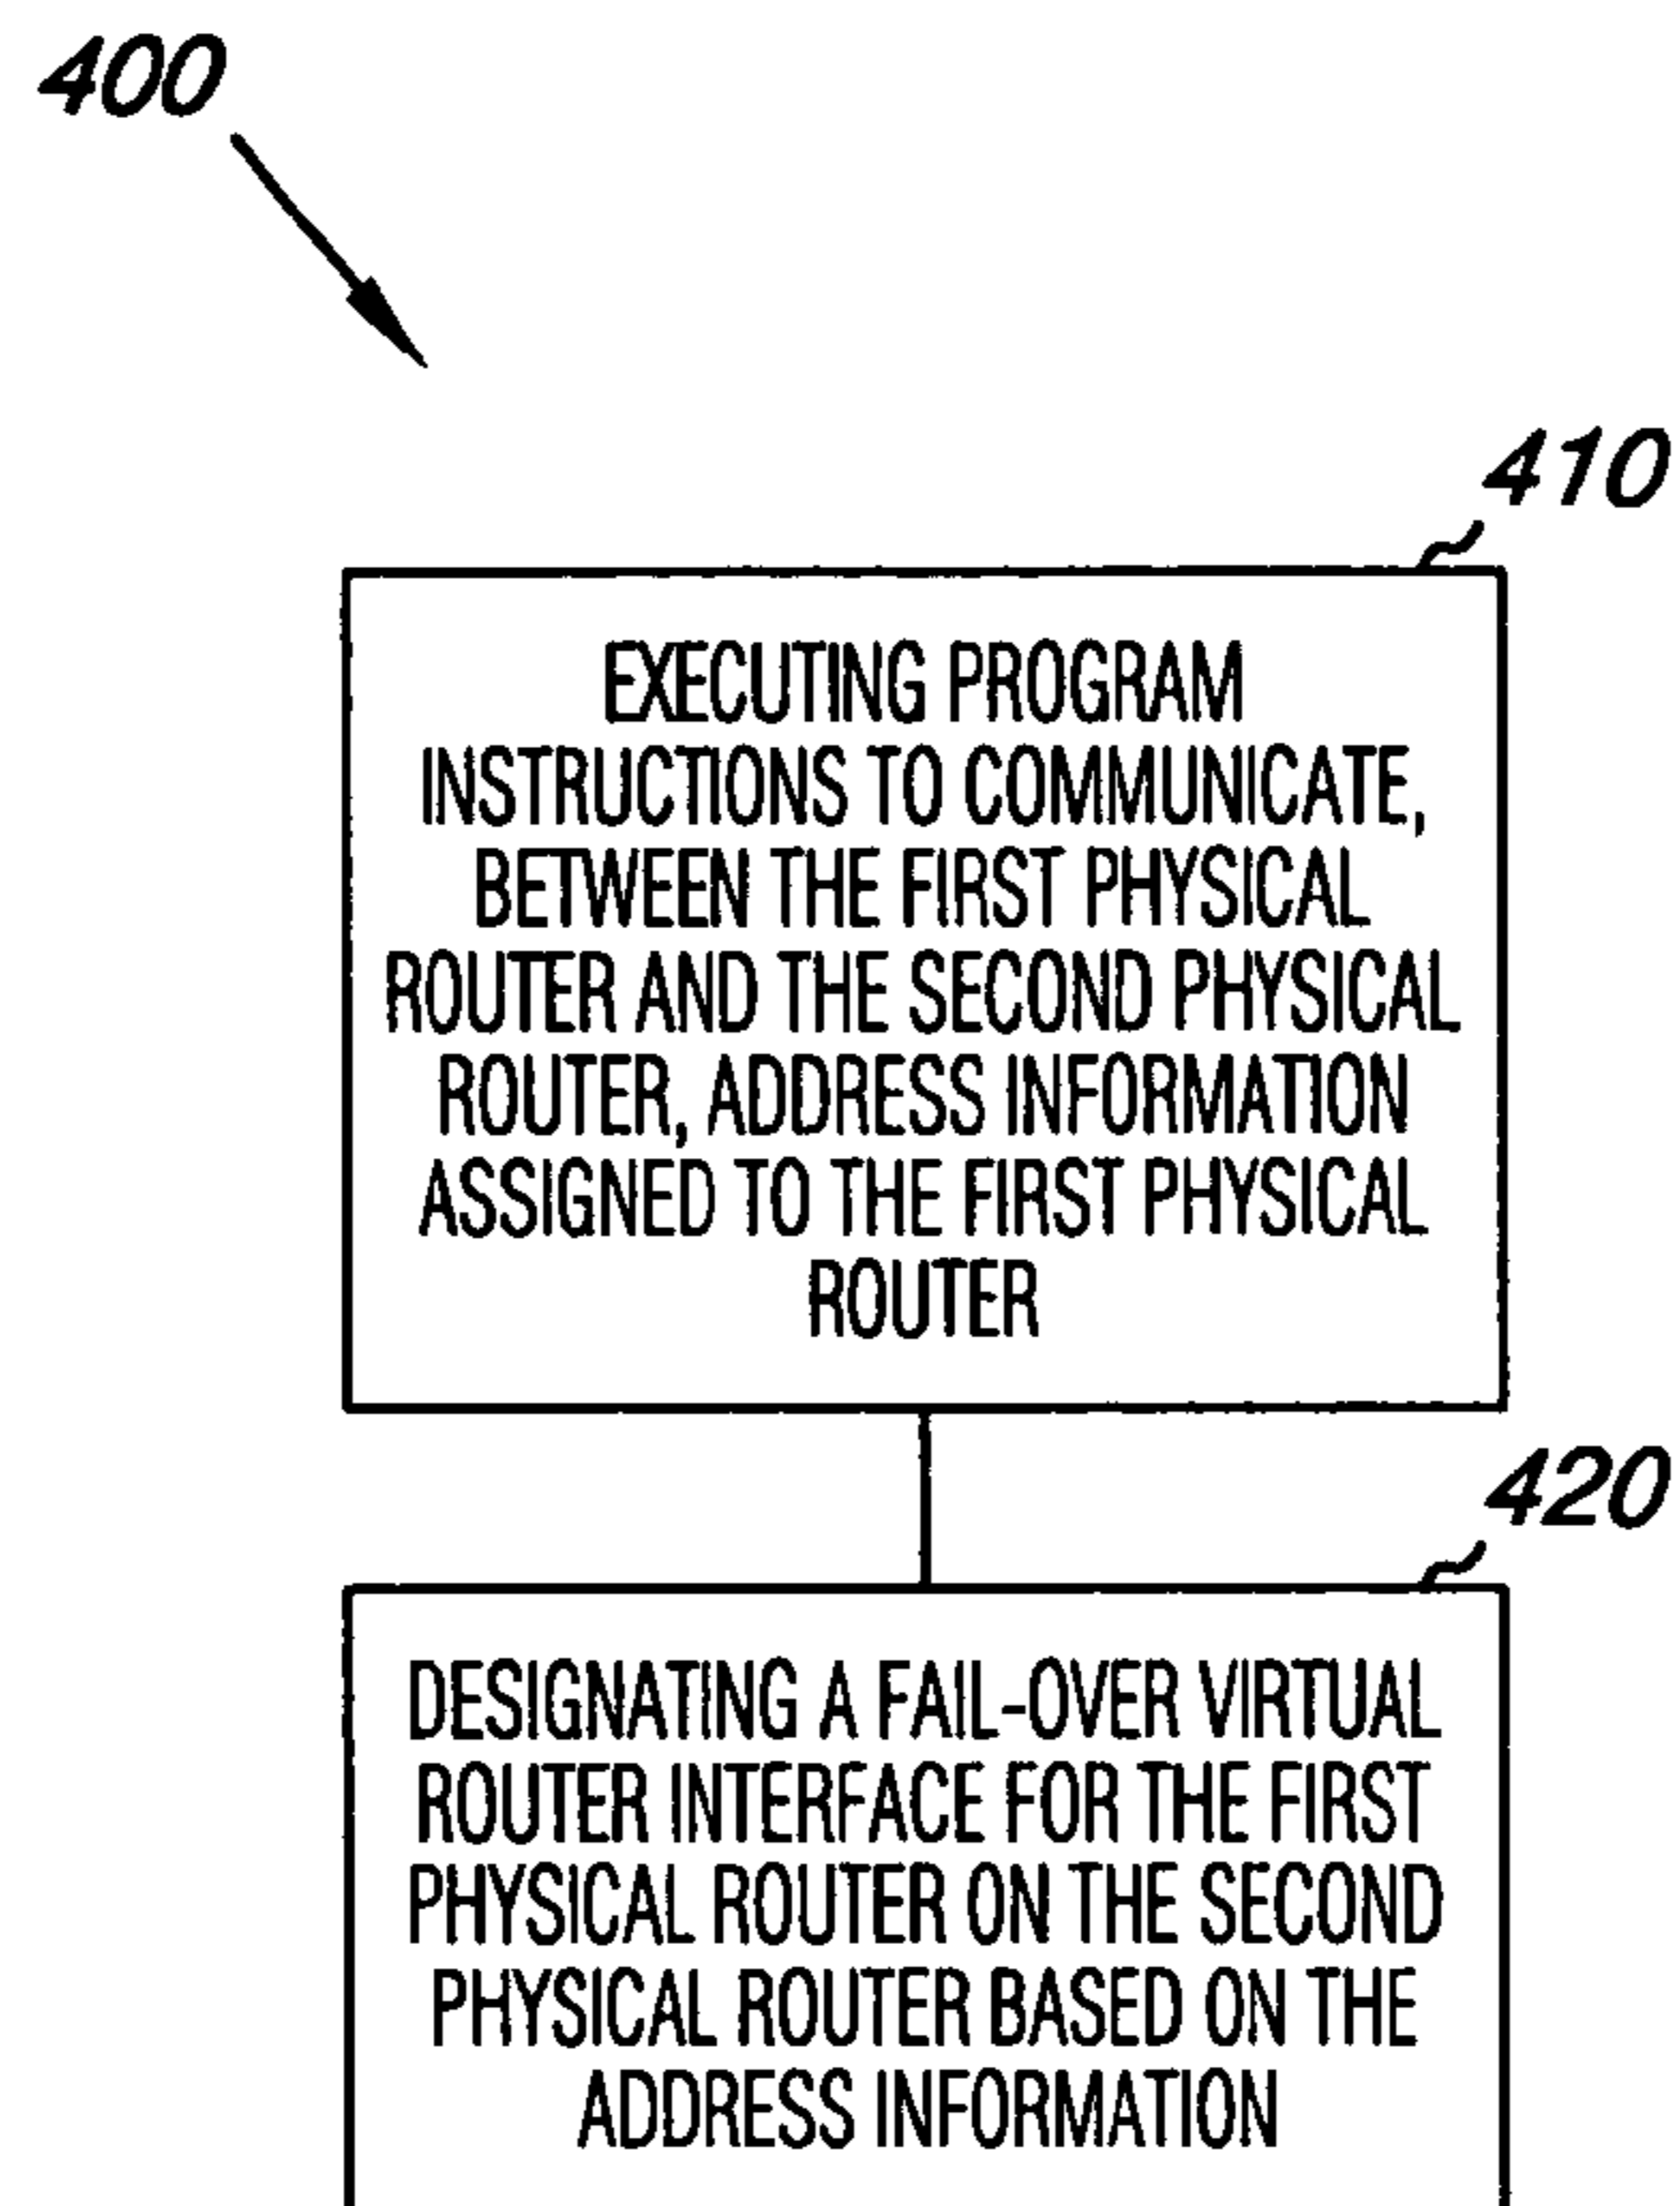 400
410
EXECUTING PROGRAM
INSTRUCTIONS TO COMMUNICATE,
BETWEEN THE FIRST PHYSICAL
ROUTER AND THE SECOND PHYSICAL
ROUTER, ADDRESS INFORMATION
ASSIGNED TO THE FIRST PHYSICAL
ROUTER
420
DESIGNATING A FAIL-OVER VIRTUAL
ROUTER INTERFACE FOR THE FIRST
PHYSICAL ROUTER ON THE SECOND
PHYSICAL ROUTER BASED ON THE
ADDRESS INFORMATION